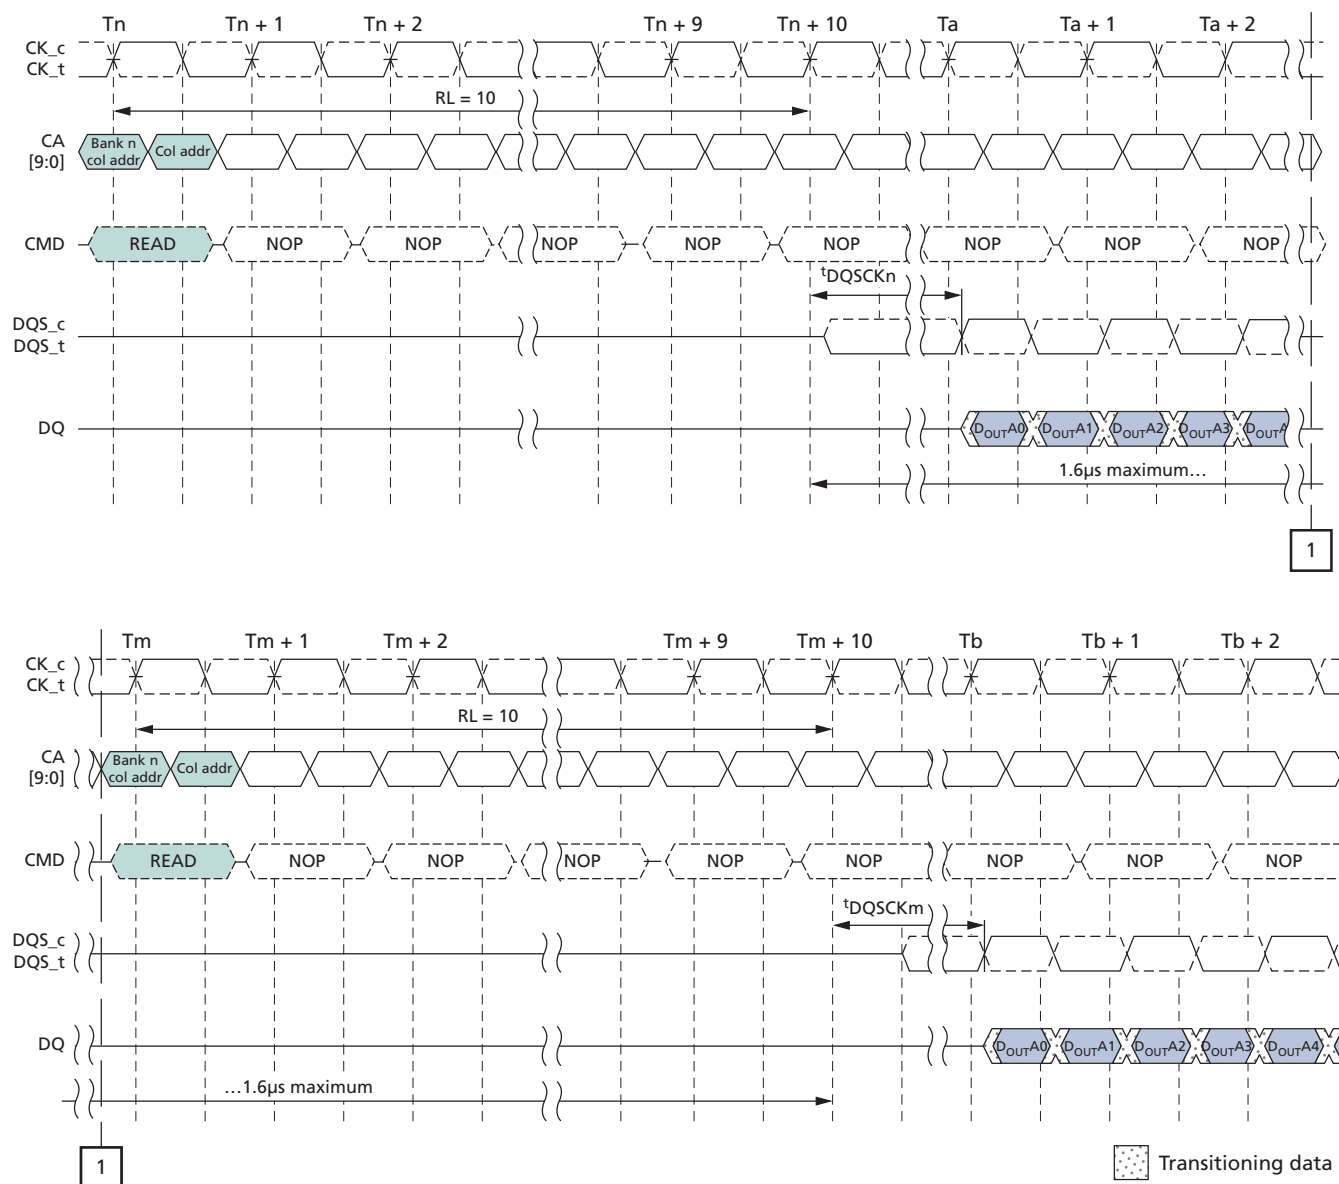 Tn Tn + 1 Tn + 2 Tn + 9 Tn + 10 Ta Ta + 1 Ta + 2
CK_c
CK_t
RL = 10
CA
[9:0]
Bank n
col addr
Col addr
CMD READ NOP NOP NOP NOP NOP NOP NOP NOP
tDQSCKn
DQS_c
DQS_t
DQ DOUTA0 DOUTA1 DOUTA2 DOUTA3 DOUTA
1.6µs maximum…
1
Tm Tm + 1 Tm + 2 Tm + 9 Tm + 10 Tb Tb + 1 Tb + 2
CK_c
CK_t
RL = 10
CA
[9:0]
Bank n
col addr
Col addr
CMD READ NOP NOP NOP NOP NOP NOP NOP NOP
tDQSCKm
DQS_c
DQS_t
DQ DOUTA0 DOUTA1 DOUTA2 DOUTA3 DOUTA4
…1.6µs maximum
1
Transitioning data